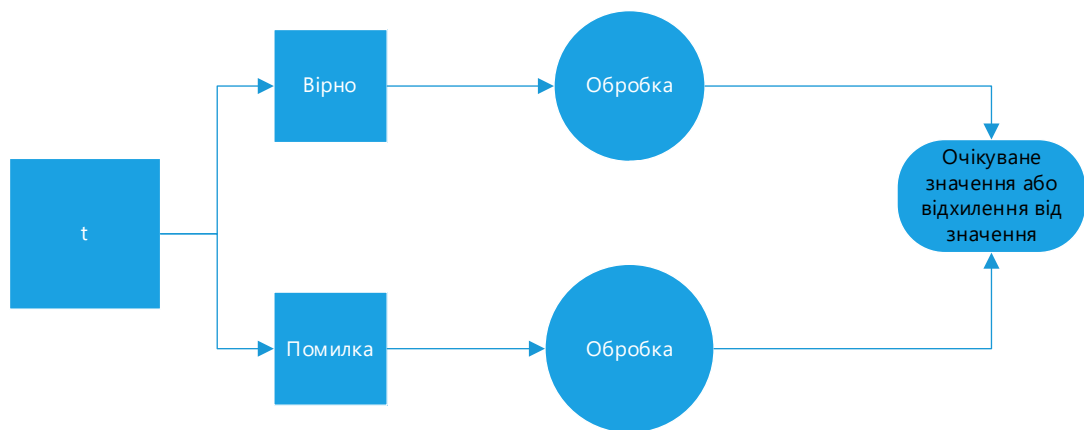 Вірно
Обробка
Очікуване
значення або
відхилення від
значення
t
Помилка
Обробка